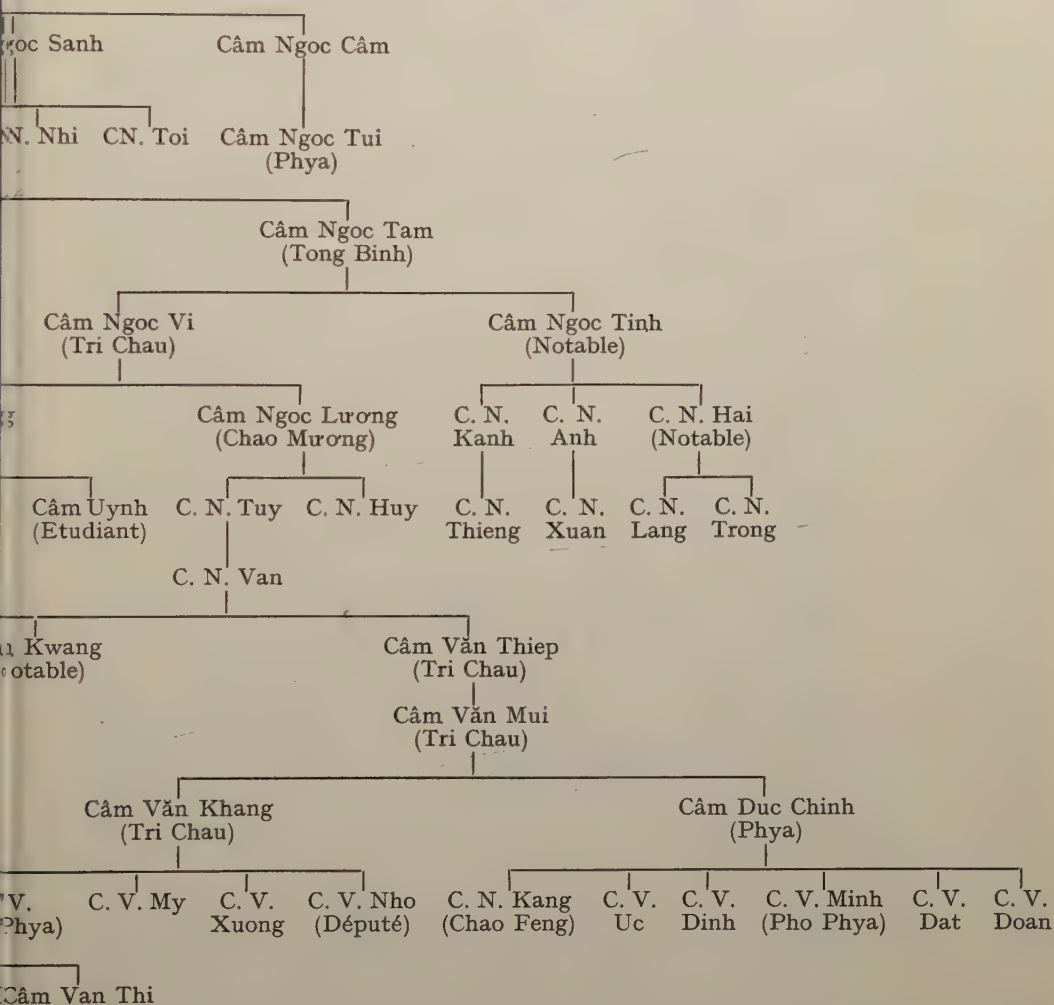 Sanh Câm Ngoc Câm
Nhi CN. Toi Câm Ngoc Tui
(Phya)
Câm Ngoc Tam
(Tong Binh)
Câm Ngoc Vi Câm Ngoc Tinh
(Tri Chau) (Notable)
Câm Ngoc Lương C. N. C. N. C. N. Hai
(Chao Mương) Kanh Anh (Notable)
Câm Uynh C. N. Tuy C. N. Huy C. N. C. N. C. N. C. N.
(Etudiant) Thieng Xuan Lang Trong
C. N. Van
Kwang Câm Văn Thiep
(Tri Chau)
Câm Văn Mui
(Tri Chau)
Câm Văn Khang Câm Duc Chinh
(Tri Chau) (Phya)
V. C. V. My C. V. C. V. Nho C. N. Kang C. V. C. V. C. V. Minh C. V. C. V.
Phya) Xuong (Député) (Chao Feng) Uc Dinh (Pho Phya) Dat Doan
Câm Van Thi